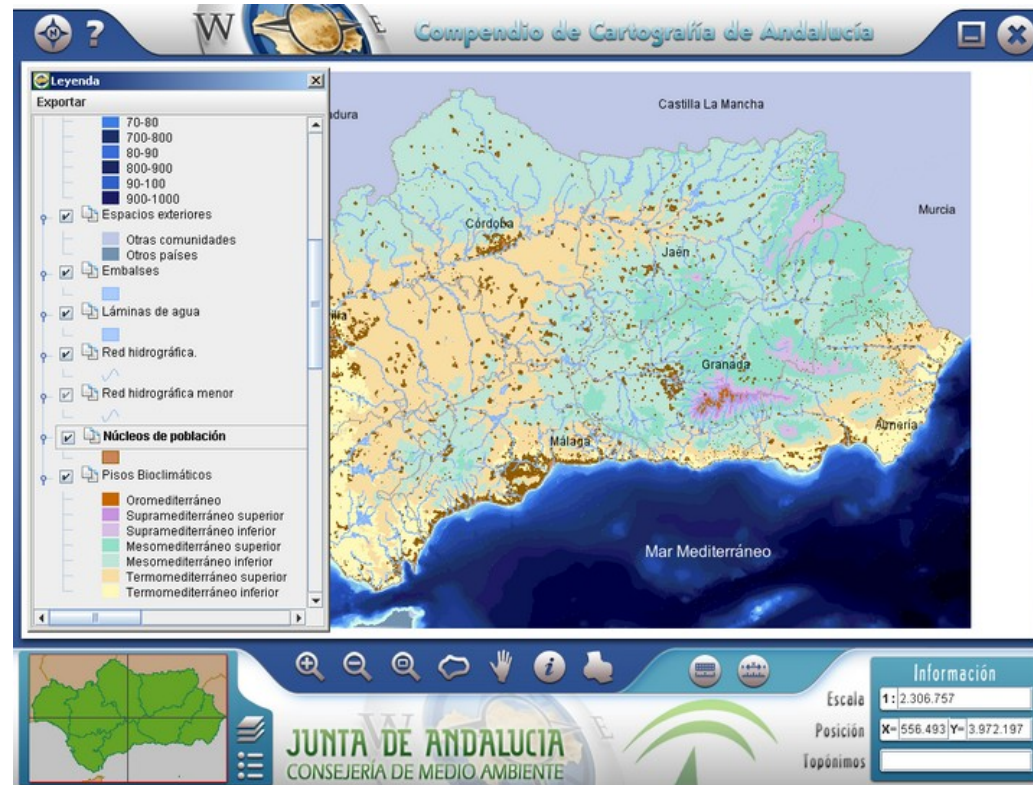 ?
W
E
Compendio de Cartografía de Andalucía
Leyenda
Exportar
70-80
700-800
80-90
800-900
90-100
900-1000
Espacios exteriores
Otras comunidades
Otros países
Embalses
Láminas de agua
Red hidrográfica.
Red hidrográfica menor
Núcleos de población
Pisos Bioclimáticos
Oromediterráneo
Supramediterráneo superior
Supramediterráneo inferior
Mesomediterráneo superior
Mesomediterráneo inferior
Termomediterráneo superior
Termomediterráneo inferior
adura
Castilla La Mancha
Murcia
Córdoba
Jaén
illa
Granada
Almería
Málaga
Mar Mediterráneo
W
E
JUNTA DE ANDALUCIA
CONSEJERÍA DE MEDIO AMBIENTE
Información
Escala 1: 2.306.757
Posición X= 556.493 Y= 3.972.197
Topónimos